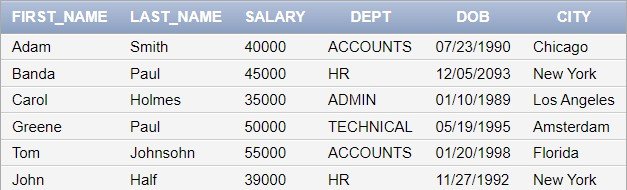 FIRST_NAME LAST_NAME SALARY DEPT DOB CITY
Adam Smith 40000 ACCOUNTS 07/23/1990 Chicago
Banda Paul 45000 HR 12/05/2093 New York
Carol Holmes 35000 ADMIN 01/10/1989 Los Angeles
Greene Paul 50000 TECHNICAL 05/19/1995 Amsterdam
Tom Johnsohn 55000 ACCOUNTS 01/20/1998 Florida
John Half 39000 HR 11/27/1992 New York